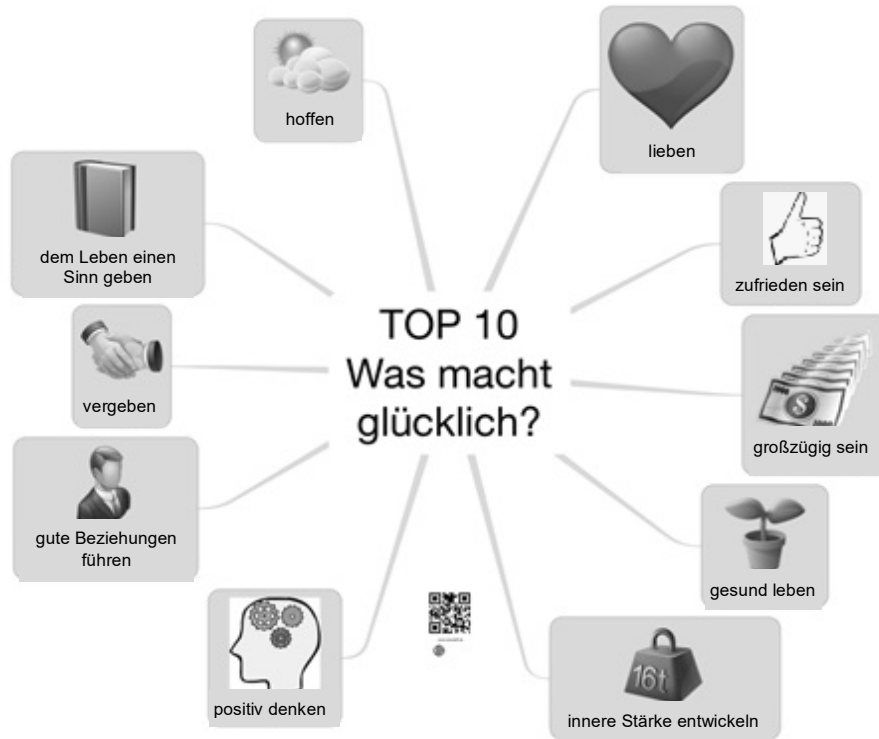 hoffen
lieben
dem Leben einen
Sinn geben
zufrieden sein
TOP 10
Was macht
glücklich?
vergeben
großzügig sein
gute Beziehungen
führen
gesund leben
positiv denken
16t
innere Stärke entwickeln